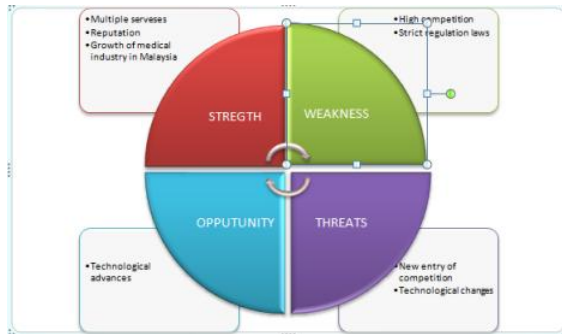 •Multiple serveses
•Reputation
•Growth of medical
industry in Malaysia
•High competition
•Strict regulation laws
STREGTH
WEAKNESS
OPPUTUNITY
THREATS
•Technological
advances
•New entry of
competition
•Technological changes